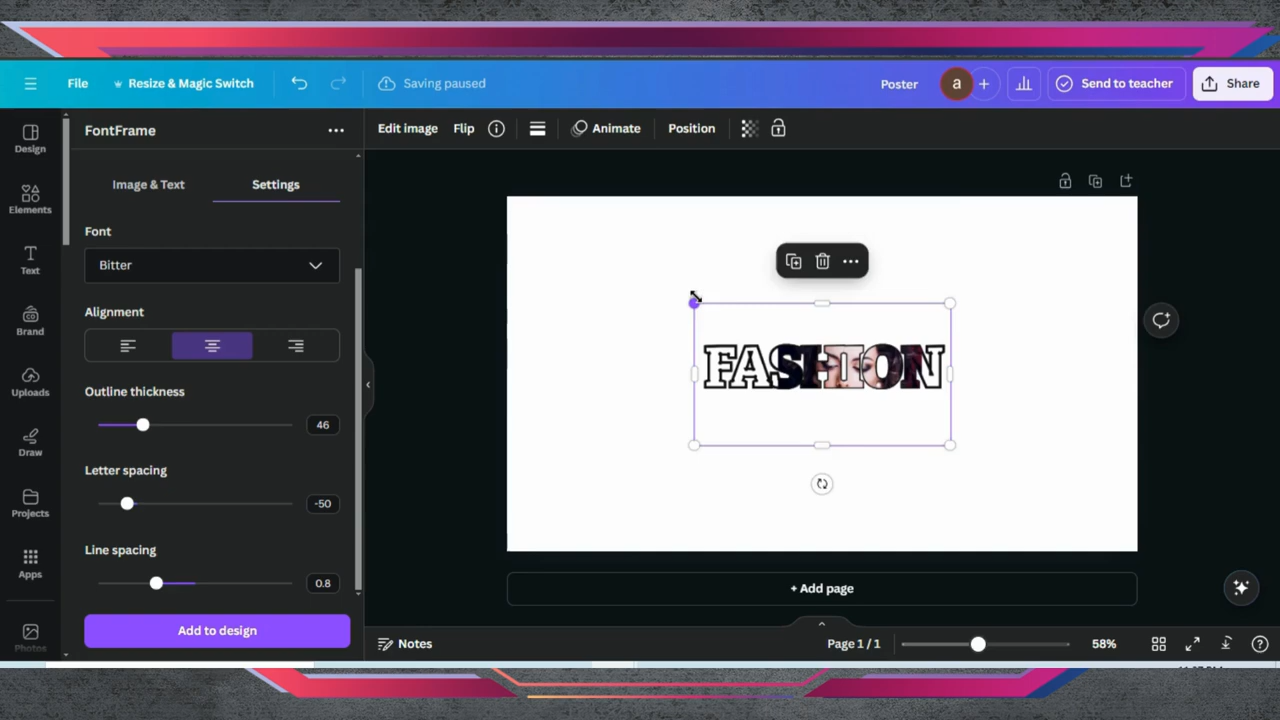 File
Resize & Magic Switch
Saving paused
Poster
a
Send to teacher
Share
Design
Elements
Text
Brand
Uploads
Draw
Projects
Apps
Photos
FontFrame
Image & Text
Settings
Font
Bitter
Alignment
Outline thickness
46
Letter spacing
-50
Line spacing
0.8
Add to design
Edit image
Flip
Animate
Position
FASHION
+ Add page
Notes
Page 1 / 1
58%